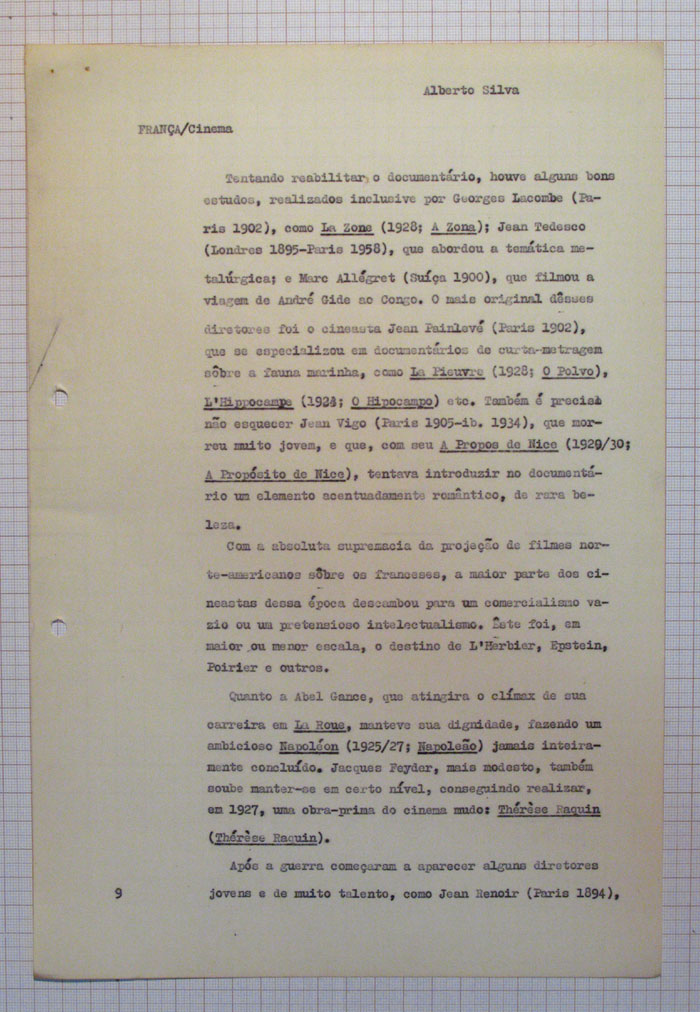 Alberto Silva
FRANÇA/Cinema
Tentando reabilitar o documentário, houve alguns bons
estudos, realizados inclusive por Georges Lacombe (Pa-
ris 1902), como La Zone (1928; A Zona); Jean Tedesco
(Londres 1895-Paris 1958), que abordou a temática me-
talúrgica; e Marc Allégret (Suíça 1900), que filmou a
viagem de André Gide ao Congo. O mais original dêsses
diretores foi o cineasta Jean Painlevé (Paris 1902),
que se especializou em documentários de curta-metragem
sôbre a fauna marinha, como La Pieuvre (1928; O Polvo),
L'Hippocampe (1924; O Hipocampo) etc. Também é preciso
não esquecer Jean Vigo (Paris 1905-ib. 1934), que mor-
reu muito jovem, e que, com seu A Propos de Nice (1929/30;
A Propósito de Nice), tentava introduzir no documentá-
rio um elemento acentuadamente romântico, de rara be-
leza.
Com a absoluta supremacia da projeção de filmes nor-
te-americanos sôbre os franceses, a maior parte dos ci-
neastas dessa época descambou para um comercialismo va-
zio ou um pretensioso intelectualismo. Êste foi, em
maior ou menor escala, o destino de L'Herbier, Epstein,
Poirier e outros.
Quanto a Abel Gance, que atingira o clímax de sua
carreira em La Roue, manteve sua dignidade, fazendo um
ambicioso Napoléon (1925/27; Napoleão) jamais inteira-
mente concluído. Jacques Feyder, mais modesto, também
soube manter-se em certo nível, conseguindo realizar,
em 1927, uma obra-prima do cinema mudo: Thérèse Raquin
(Thérèse Raquin).
Após a guerra começaram a aparecer alguns diretores
9 jovens e de muito talento, como Jean Renoir (Paris 1894),